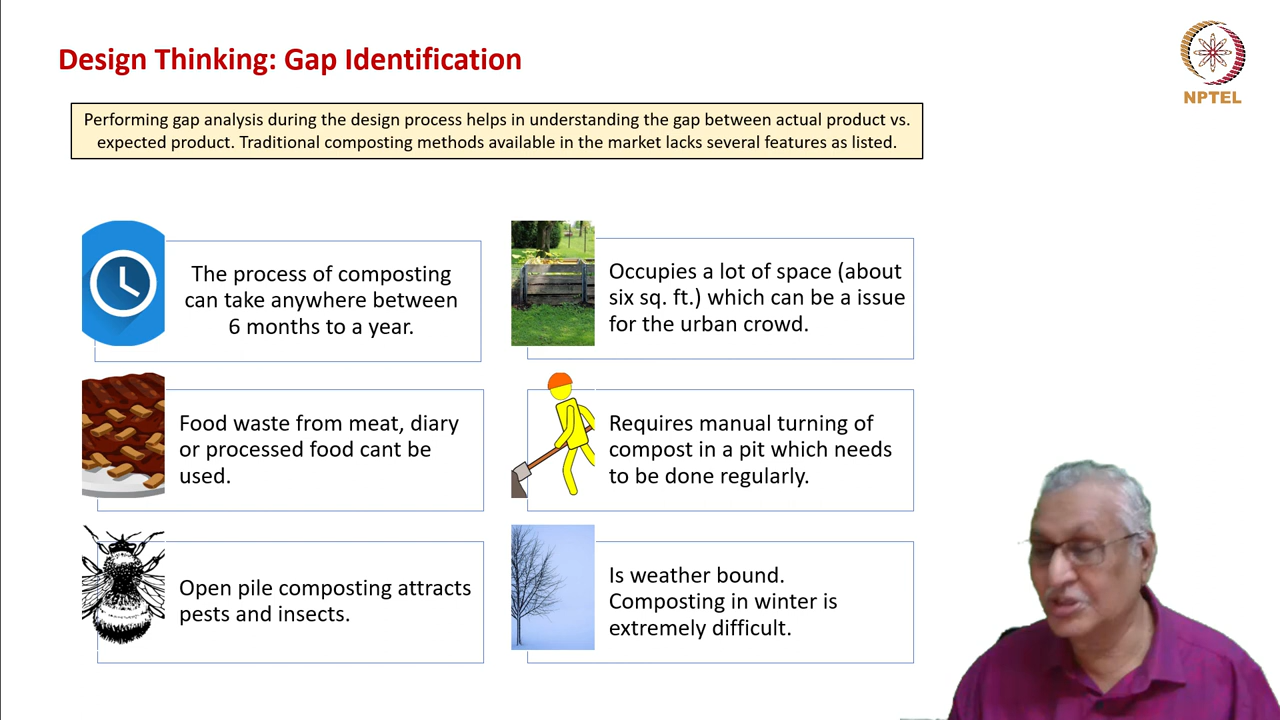 Design Thinking: Gap Identification
NPTEL
Performing gap analysis during the design process helps in understanding the gap between actual product vs.
expected product. Traditional composting methods available in the market lacks several features as listed.
The process of composting
can take anywhere between
6 months to a year.
Occupies a lot of space (about
six sq. ft.) which can be a issue
for the urban crowd.
Food waste from meat, diary
or processed food cant be
used.
Requires manual turning of
compost in a pit which needs
to be done regularly.
Open pile composting attracts
pests and insects.
Is weather bound.
Composting in winter is
extremely difficult.